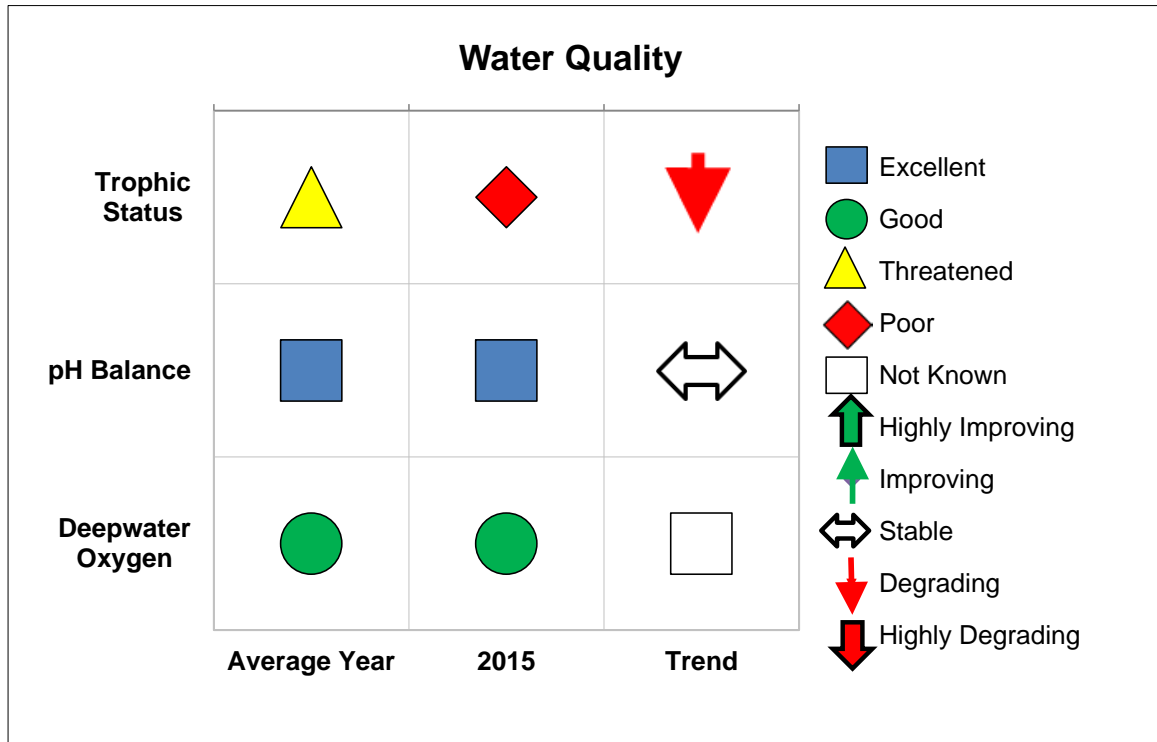 Water Quality
Trophic
Status
pH Balance
Deepwater
Oxygen
Average Year
2015
Trend
Excellent
Good
Threatened
Poor
Not Known
Highly Improving
Improving
Stable
Degrading
Highly Degrading